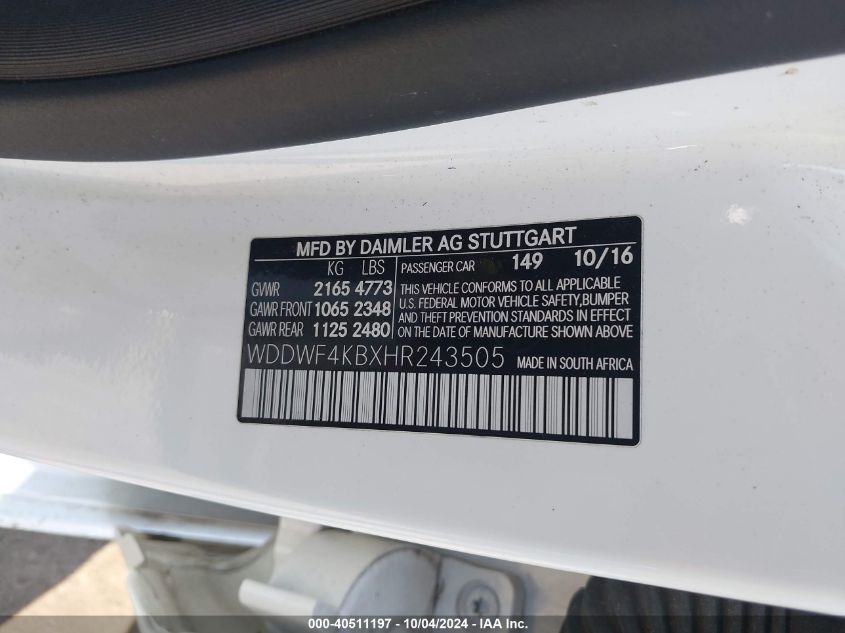 MFD BY DAIMLER AG STUTTGART
KG LBS
GVWR 2165 4773
GAWR FRONT 1065 2348
GAWR REAR 1125 2480
PASSENGER CAR 149 10/16
THIS VEHICLE CONFORMS TO ALL APPLICABLE
U.S. FEDERAL MOTOR VEHICLE SAFETY, BUMPER
AND THEFT PREVENTION STANDARDS IN EFFECT
ON THE DATE OF MANUFACTURE SHOWN ABOVE
WDDWF4KBXHR243505 MADE IN SOUTH AFRICA
000-40511197 - 10/04/2024 - IAA Inc.